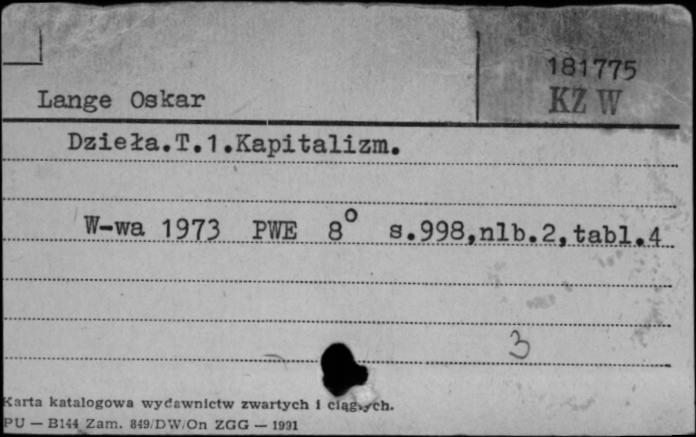 181775
KZ W
Lange Oskar
Dzieła.T.1.Kapitalizm.
W-wa 1973 PWE 8° s.998,nlb.2,tabl.4
3
Karta katalogowa wydawnictw zwartych i ciągłych.
PU — B144 Zam. 849/DW/On ZGG — 1991